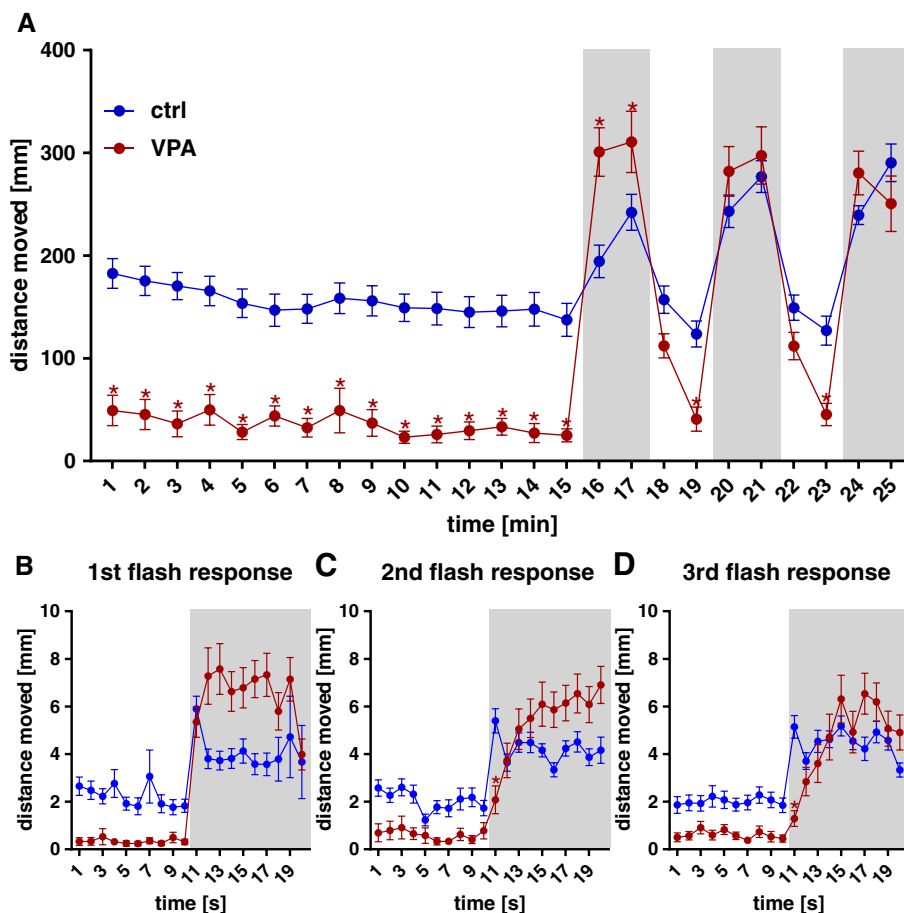 A
400
300
200
100
0
distance moved [mm]
ctrl
VPA
* * * * * * * * * * * * * * * * * * *
1 2 3 4 5 6 7 8 9 10 11 12 13 14 15 16 17 18 19 20 21 22 23 24 25
time [min]
B 1st flash response
10
8
6
4
2
0
distance moved [mm]
1 3 5 7 9 11 13 15 17 19
time [s]
C 2nd flash response
10
8
6
4
2
0
distance moved [mm]
*
1 3 5 7 9 11 13 15 17 19
time [s]
D 3rd flash response
10
8
6
4
2
0
distance moved [mm]
*
1 3 5 7 9 11 13 15 17 19
time [s]